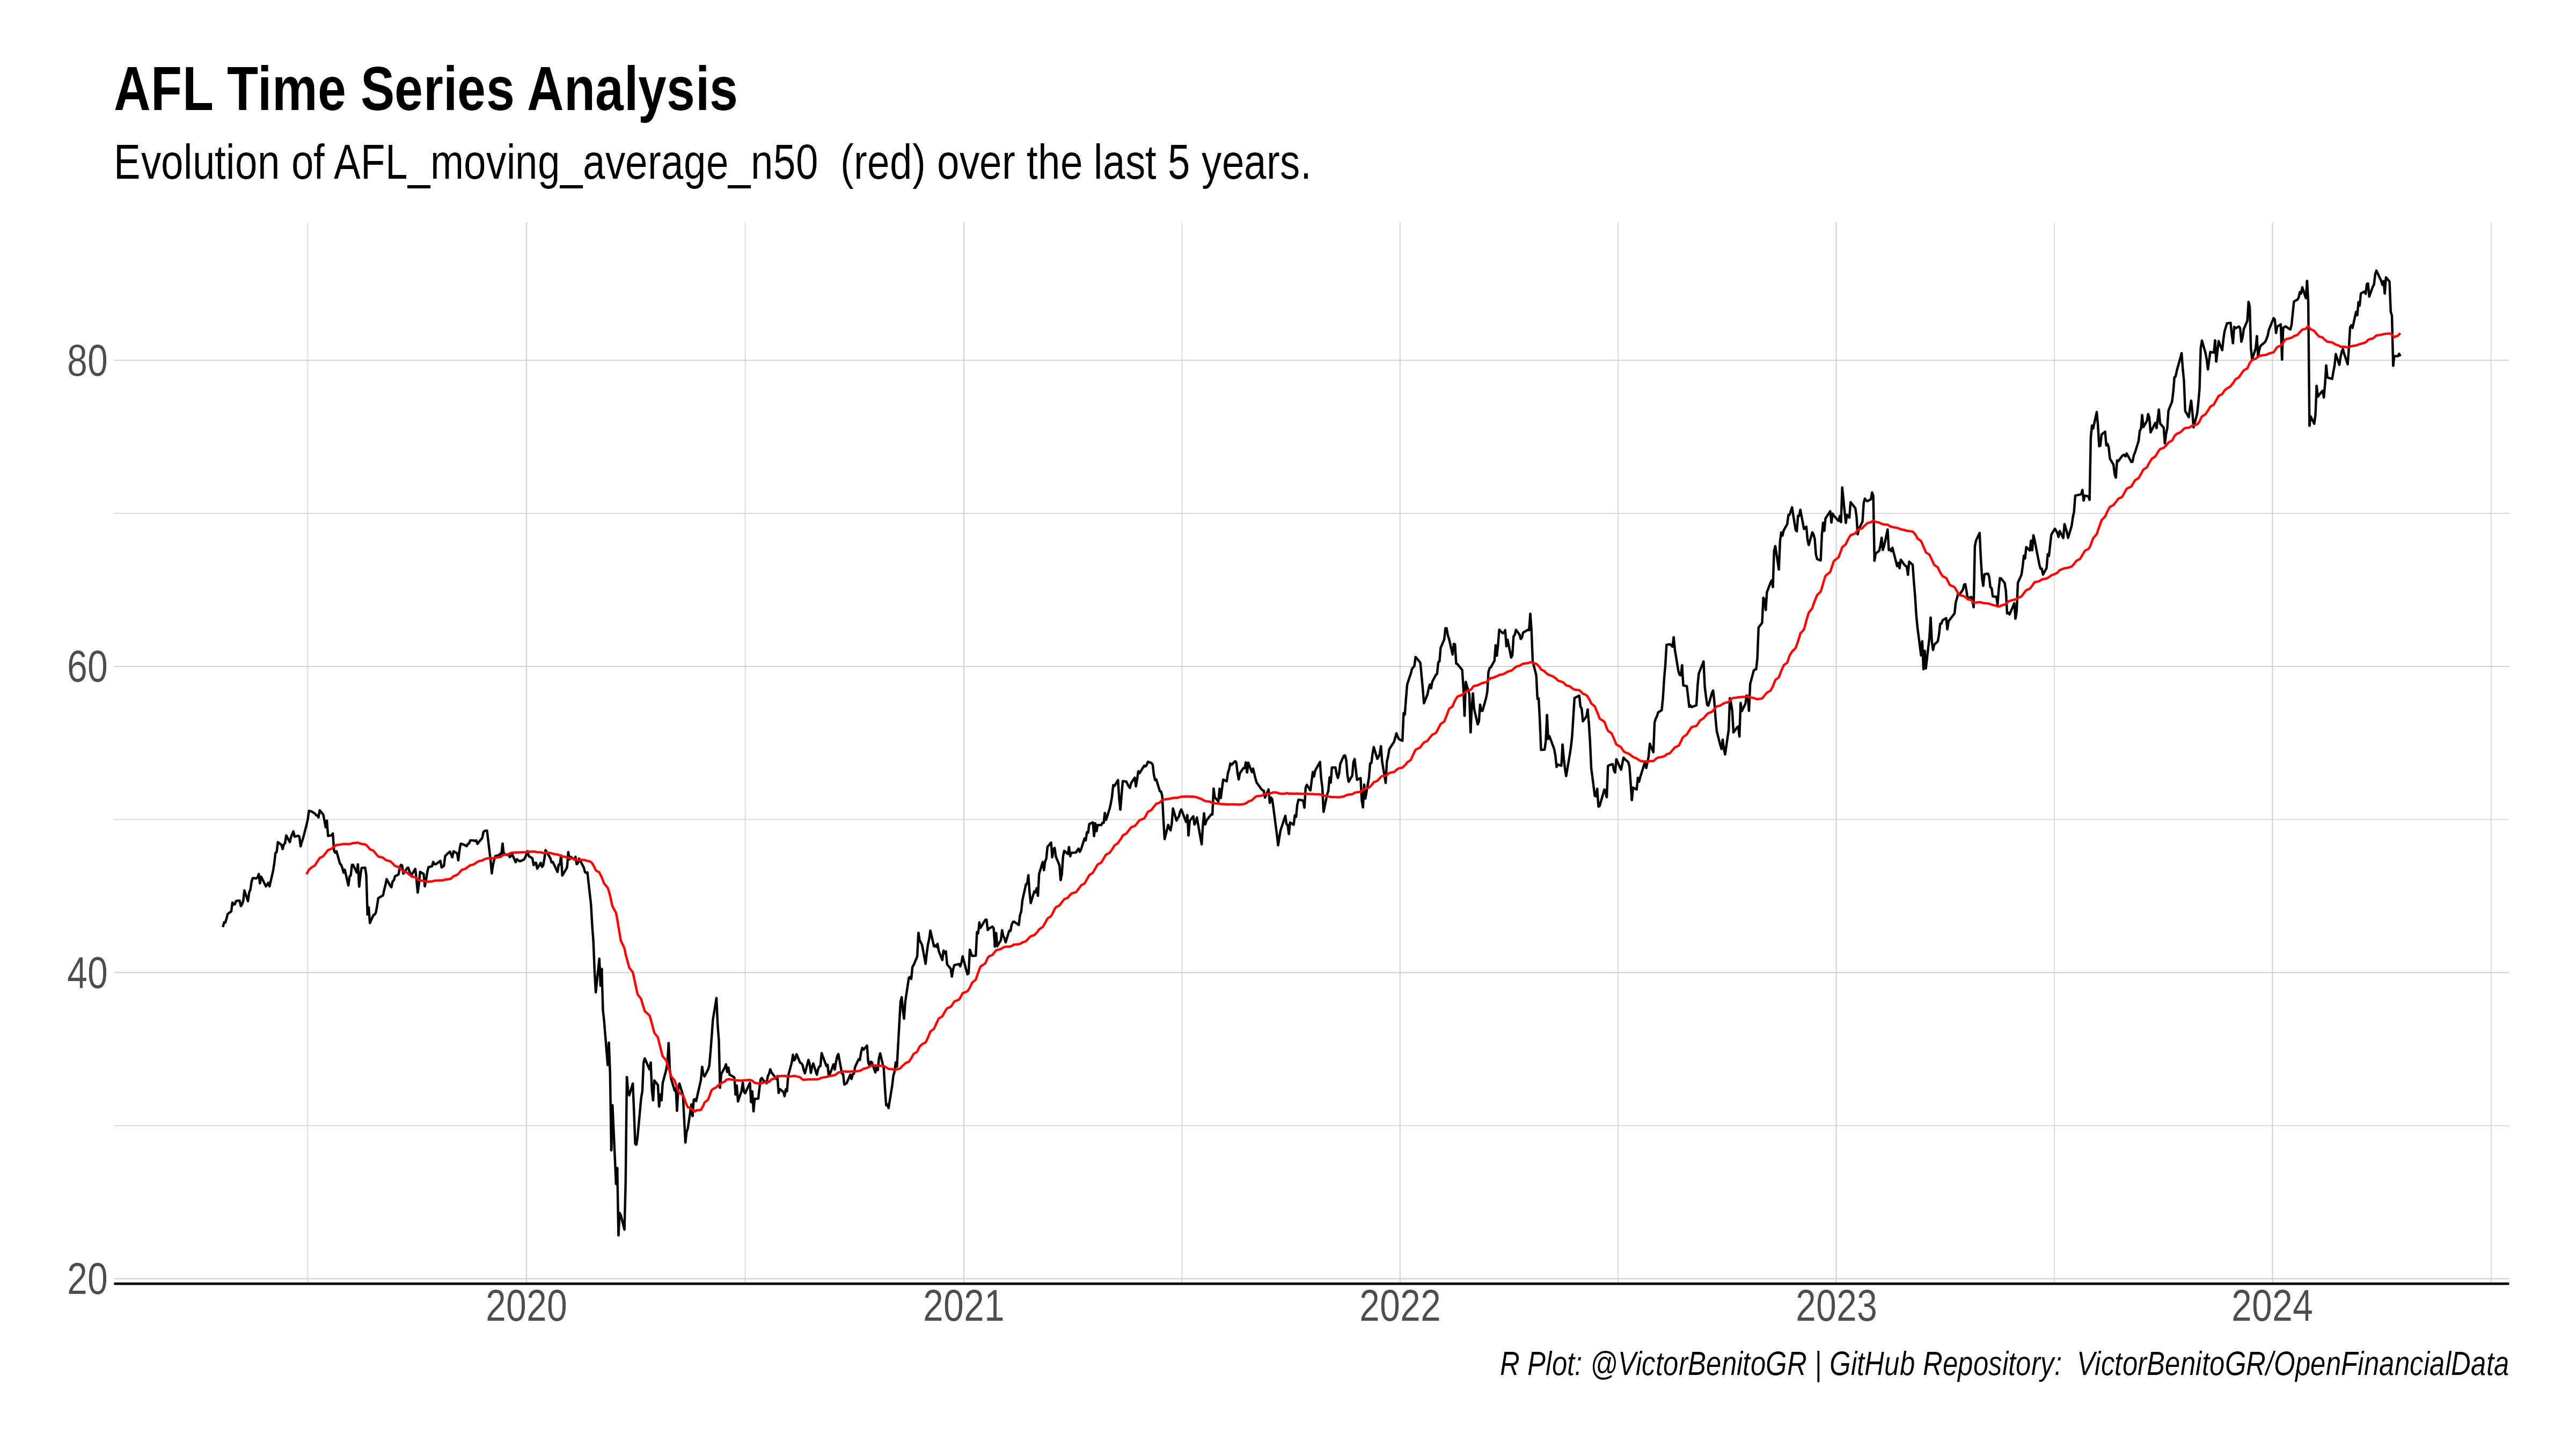 AFL Time Series Analysis
Evolution of AFL_moving_average_n50  (red) over the last 5 years.
80
60
40
20
2020 2021 2022 2023 2024
R Plot: @VictorBenitoGR | GitHub Repository:  VictorBenitoGR/OpenFinancialData